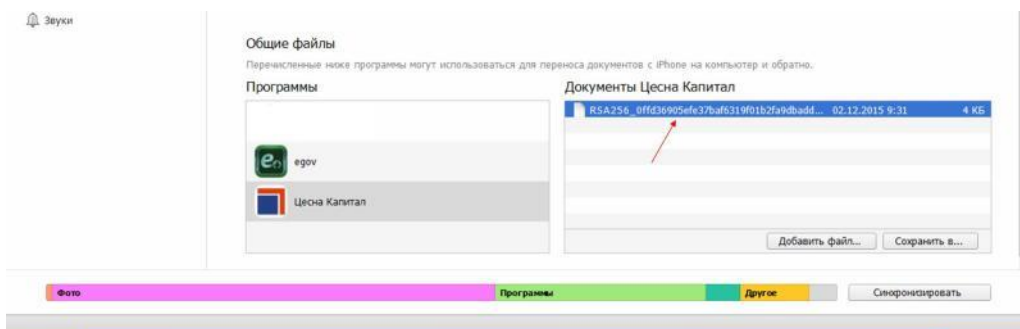 Звуки
Общие файлы
Перечисленные ниже программы могут использоваться для переноса документов с iPhone на компьютер и обратно.
Программы
Документы Цесна Капитал
RSA256_0ffd36905efe37baf6319f01b2fa9dbadd... 02.12.2015 9:31 4 КБ
egov
Цесна Капитал
Добавить файл... Сохранить в...
Фото Программы Другое Синхронизировать